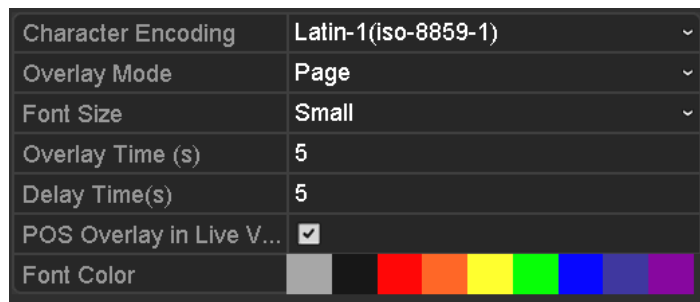 Character Encoding Latin-1(iso-8859-1)
Overlay Mode Page
Font Size Small
Overlay Time (s) 5
Delay Time(s) 5
POS Overlay in Live V...
Font Color